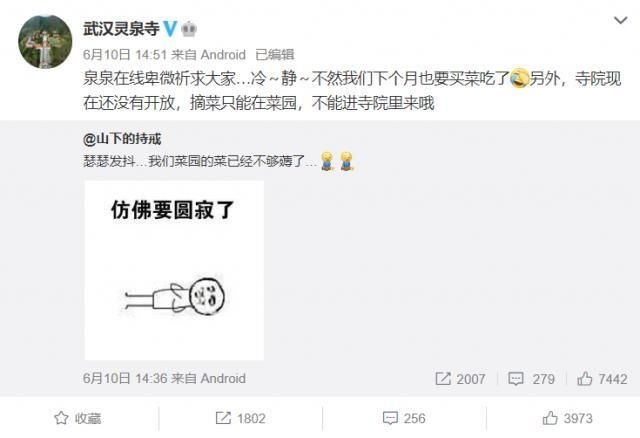 武汉灵泉寺
6月10日 14:51 来自 Android 已编辑
泉泉在线卑微祈求大家…冷～静～不然我们下个月也要买菜吃了另外，寺院现
在还没有开放，摘菜只能在菜园，不能进寺院里来哦
@山下的持戒
瑟瑟发抖…我们菜园的菜已经不够薅了…
仿佛要圆寂了
6月10日 14:36 来自 Android 2007 279 7442
收藏 1802 256 3973